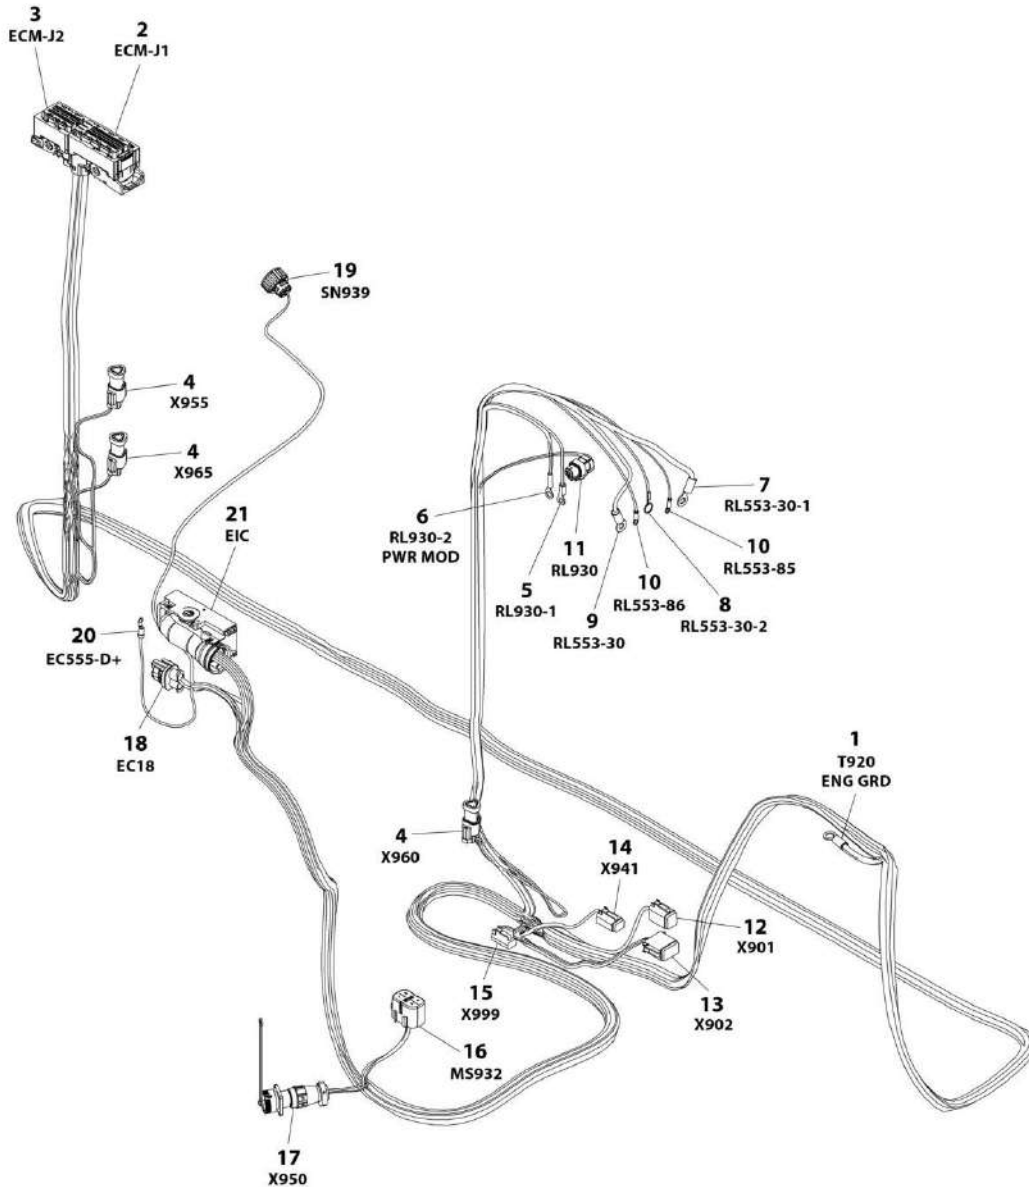 3
ECM-J2
2
ECM-J1
19
SN939
4
X955
4
X965
21
EIC
20
EC555-D+
18
EC18
6
RL930-2
PWR MOD
5
RL930-1
11
RL930
9
RL553-30
10
RL553-86
8
RL553-30-2
10
RL553-85
7
RL553-30-1
1
T920
ENG GRD
4
X960
14
X941
12
X901
13
X902
15
X999
16
MS932
17
X950